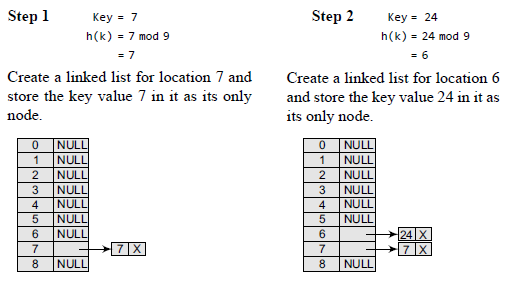 Step 1
Key = 7
h(k) = 7 mod 9
= 7
Create a linked list for location 7 and
store the key value 7 in it as its only
node.
0 NULL
1 NULL
2 NULL
3 NULL
4 NULL
5 NULL
6 NULL
7 7 X
8 NULL
Step 2
Key = 24
h(k) = 24 mod 9
= 6
Create a linked list for location 6
and store the key value 24 in it as
its only node.
0 NULL
1 NULL
2 NULL
3 NULL
4 NULL
5 NULL
6 24 X
7 7 X
8 NULL